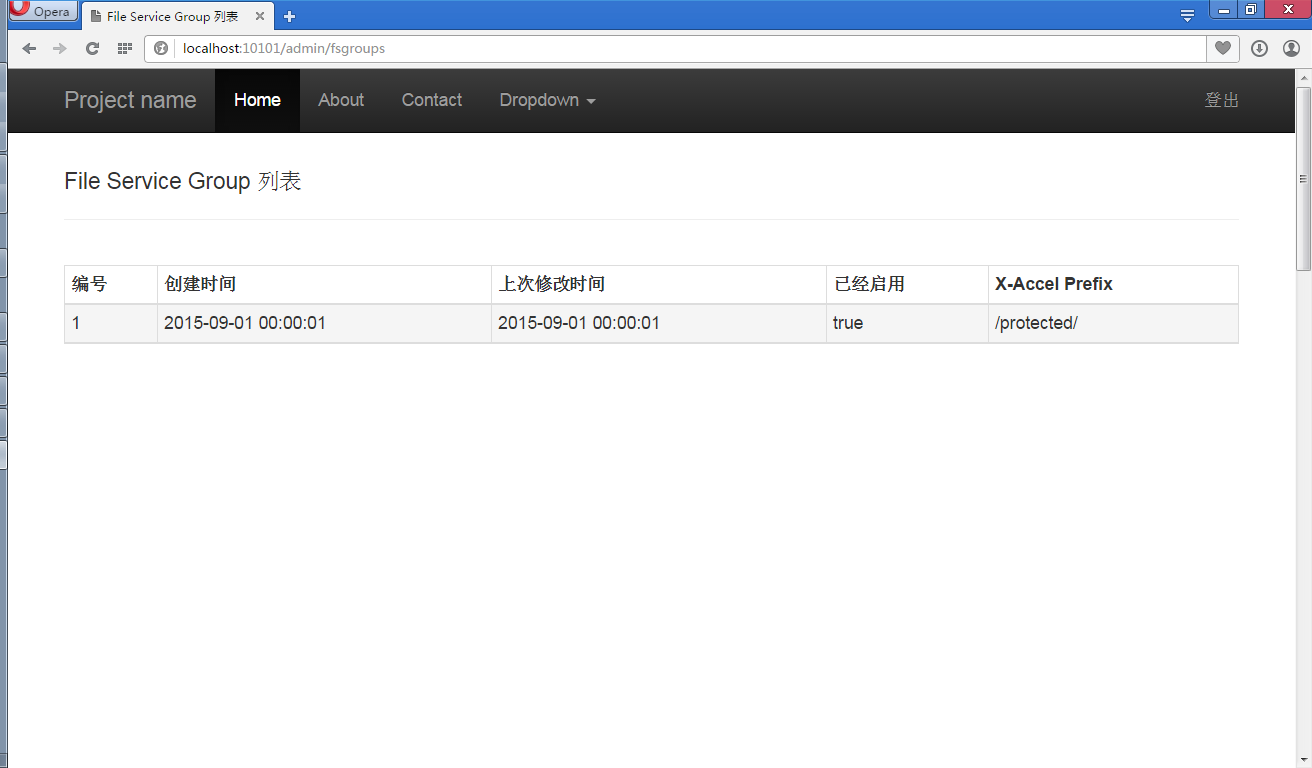 Opera
File Service Group 列表
localhost:10101/admin/fsgroups
Project name Home About Contact Dropdown 登出
File Service Group 列表
编号 创建时间 上次修改时间 已经启用 X-Accel Prefix
1 2015-09-01 00:00:01 2015-09-01 00:00:01 true /protected/